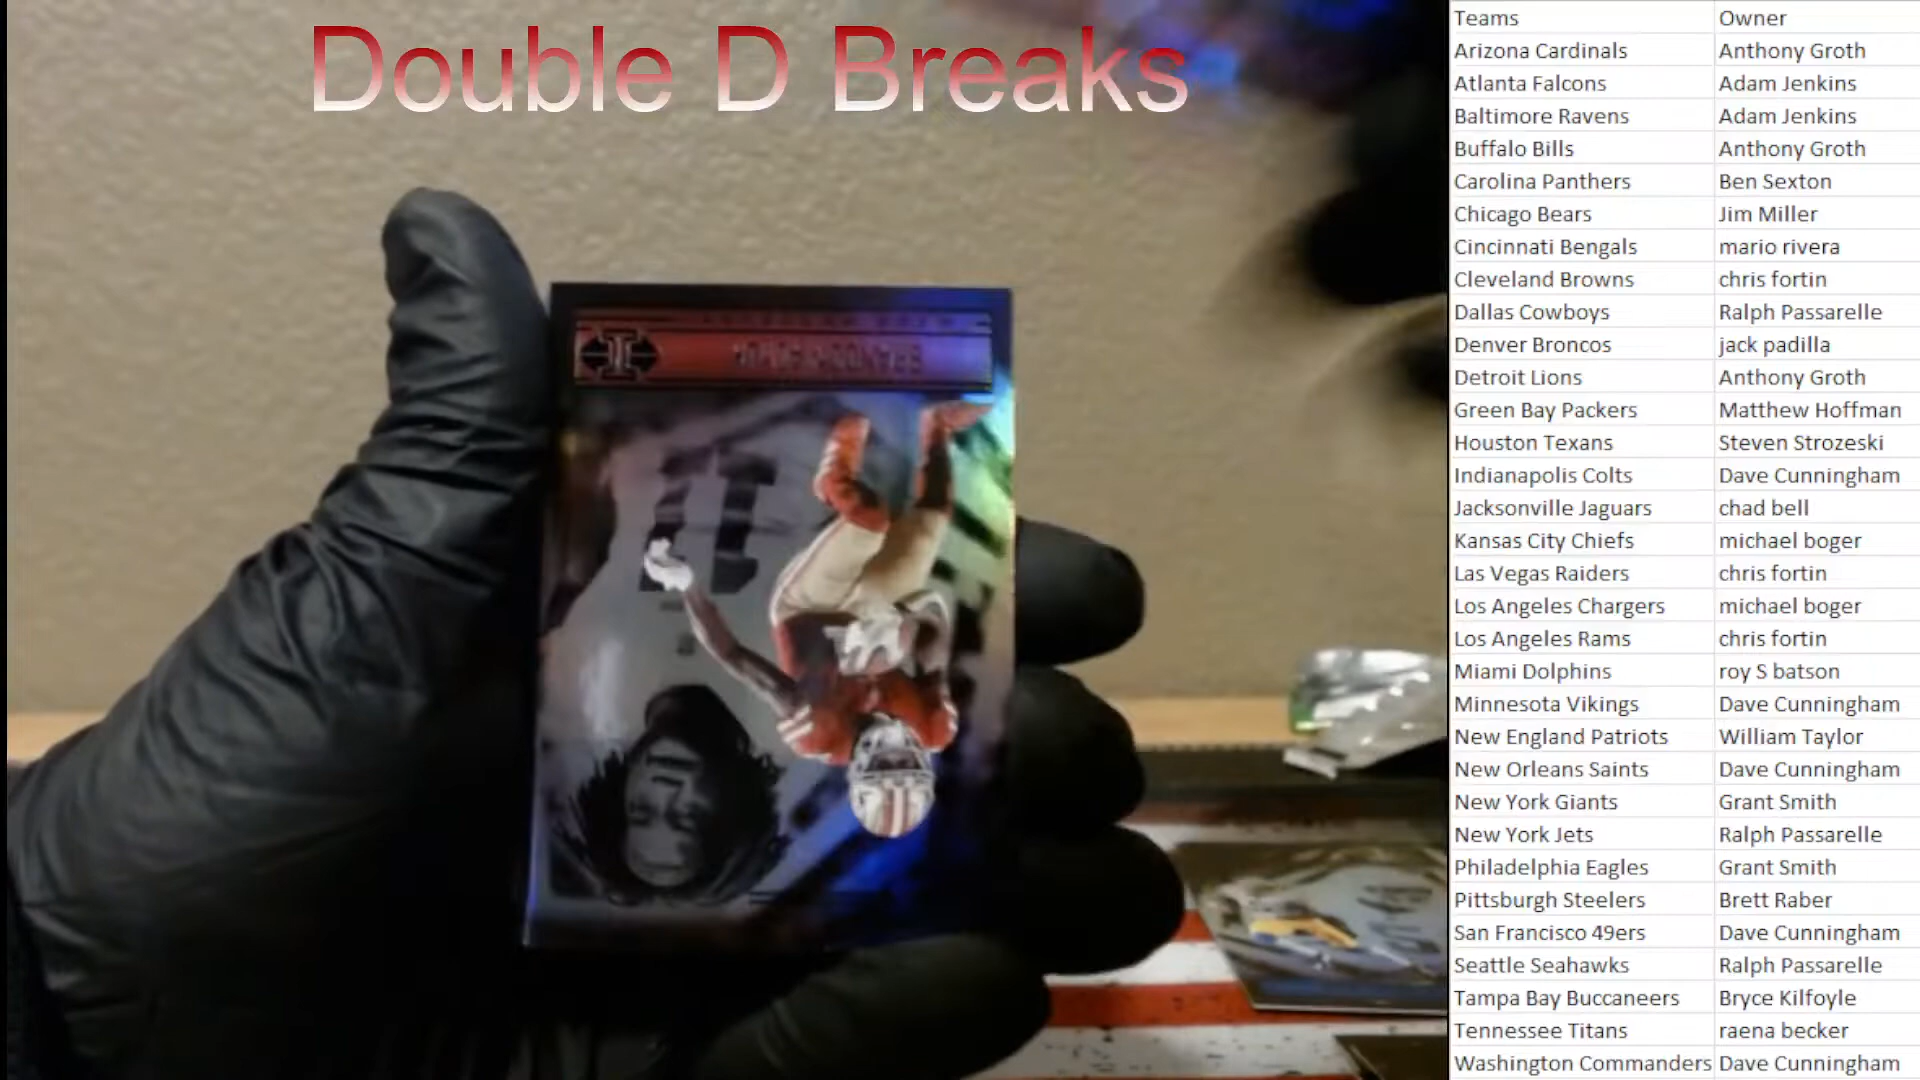 Double D Breaks
Teams Owner
Arizona Cardinals Anthony Groth
Atlanta Falcons Adam Jenkins
Baltimore Ravens Adam Jenkins
Buffalo Bills Anthony Groth
Carolina Panthers Ben Sexton
Chicago Bears Jim Miller
Cincinnati Bengals mario rivera
Cleveland Browns chris fortin
Dallas Cowboys Ralph Passarelle
Denver Broncos jack padilla
Detroit Lions Anthony Groth
Green Bay Packers Matthew Hoffman
Houston Texans Steven Strozeski
Indianapolis Colts Dave Cunningham
Jacksonville Jaguars chad bell
Kansas City Chiefs michael boger
Las Vegas Raiders chris fortin
Los Angeles Chargers michael boger
Los Angeles Rams chris fortin
Miami Dolphins roy S batson
Minnesota Vikings Dave Cunningham
New England Patriots William Taylor
New Orleans Saints Dave Cunningham
New York Giants Grant Smith
New York Jets Ralph Passarelle
Philadelphia Eagles Grant Smith
Pittsburgh Steelers Brett Raber
San Francisco 49ers Dave Cunningham
Seattle Seahawks Ralph Passarelle
Tampa Bay Buccaneers Bryce Kilfoyle
Tennessee Titans raena becker
Washington Commanders Dave Cunningham